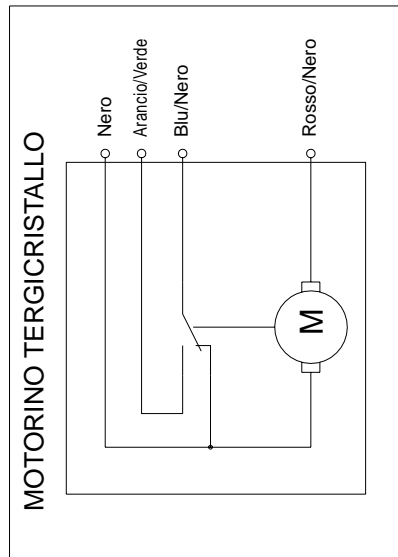 MOTORINO TERGICRISTALLO
Nero
Arancio/Verde
Blu/Nero
Rosso/Nero
M